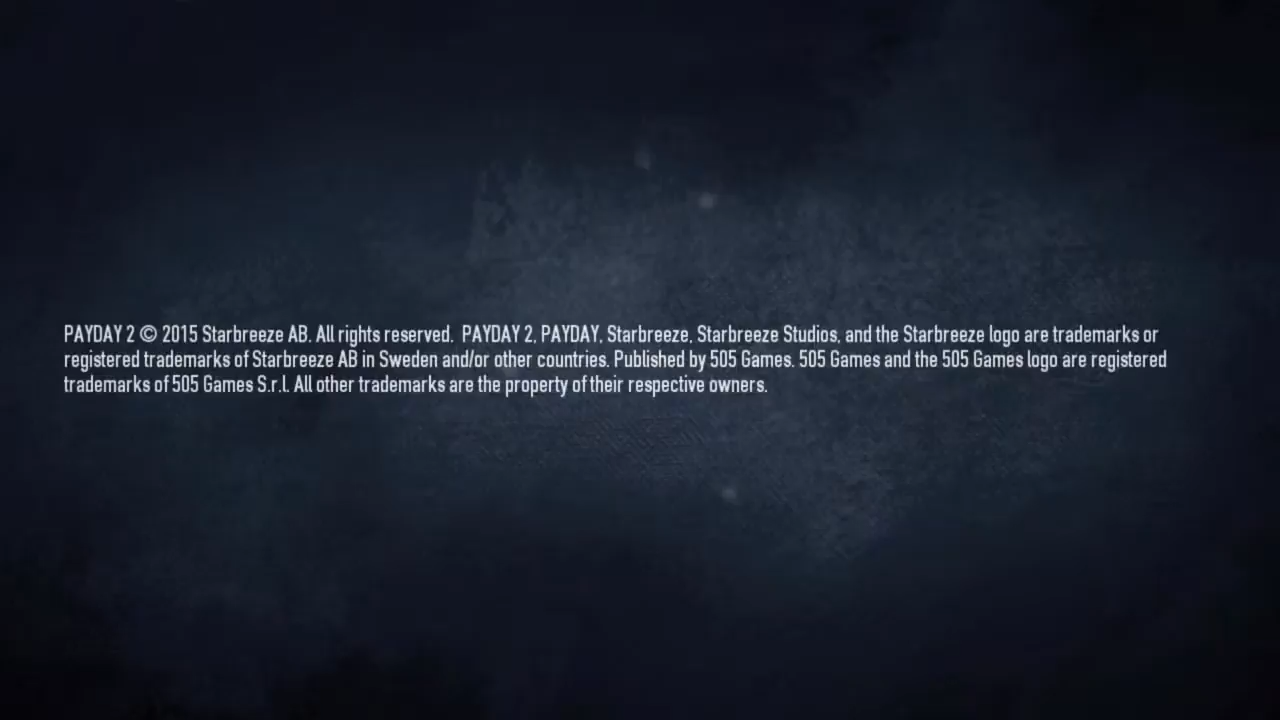 PAYDAY 2 © 2015 Starbreeze AB. All rights reserved.  PAYDAY 2, PAYDAY, Starbreeze, Starbreeze Studios, and the Starbreeze logo are trademarks or
registered trademarks of Starbreeze AB in Sweden and/or other countries. Published by 505 Games. 505 Games and the 505 Games logo are registered
trademarks of 505 Games S.r.l. All other trademarks are the property of their respective owners.